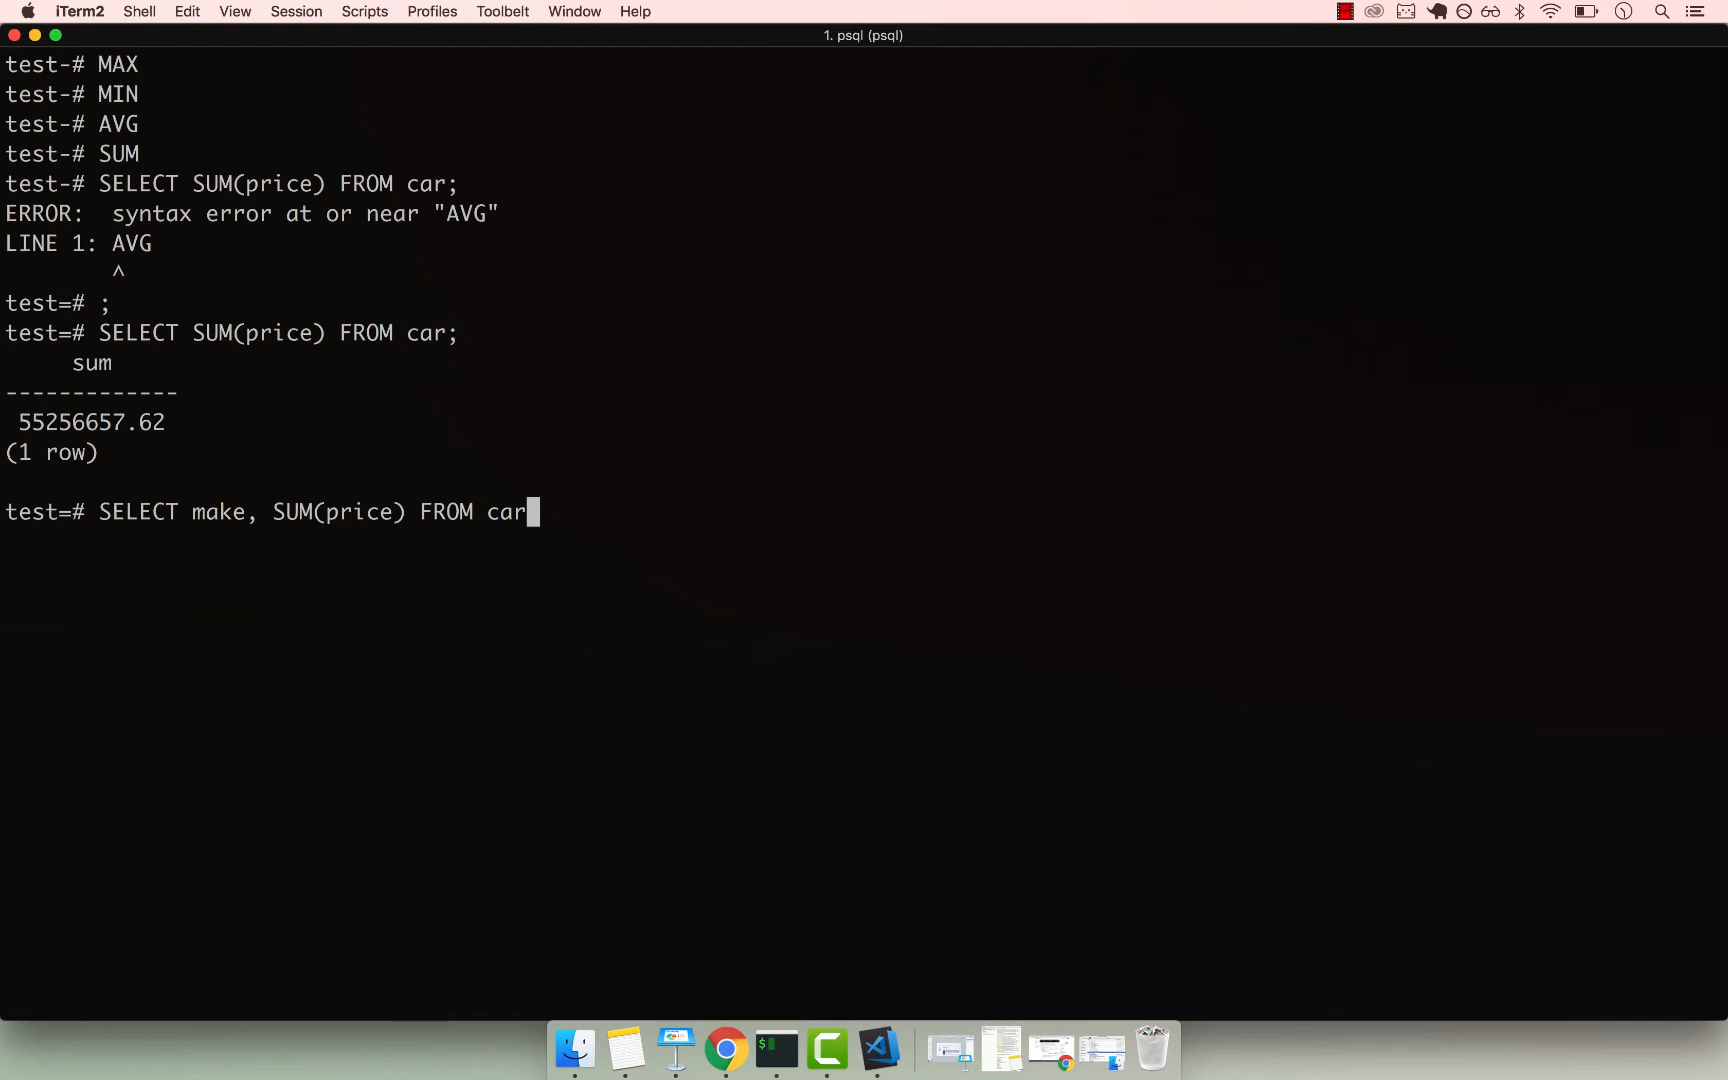 iTerm2 Shell Edit View Session Scripts Profiles Toolbelt Window Help
1. psql (psql)
test-# MAX
test-# MIN
test-# AVG
test-# SUM
test-# SELECT SUM(price) FROM car;
ERROR:  syntax error at or near "AVG"
LINE 1: AVG
        ^
test=# ;
test=# SELECT SUM(price) FROM car;
     sum
-------------
 55256657.62
(1 row)
test=# SELECT make, SUM(price) FROM car